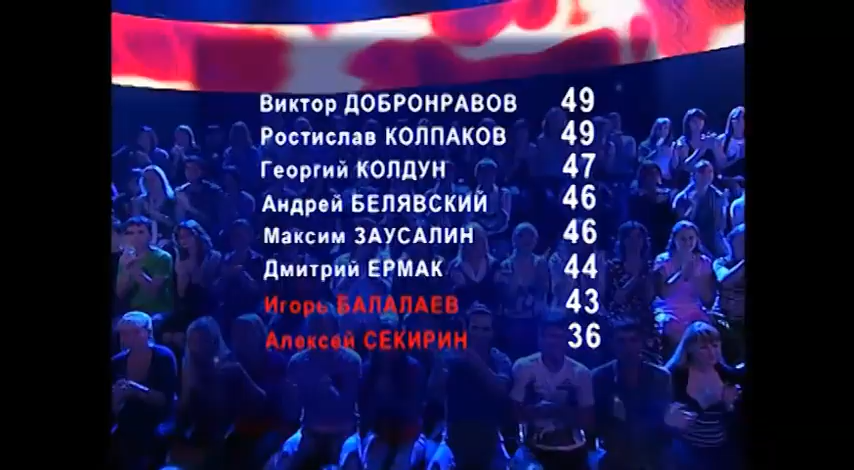 Виктор ДОБРОНРАВОВ 49
Ростислав КОЛПАКОВ 49
Георгий КОЛДУН 47
Андрей БЕЛЯВСКИЙ 46
Максим ЗАУСАЛИН 46
Дмитрий ЕРМАК 44
Игорь БАЛАЛАЕВ 43
Алексей СЕКИРИН 36